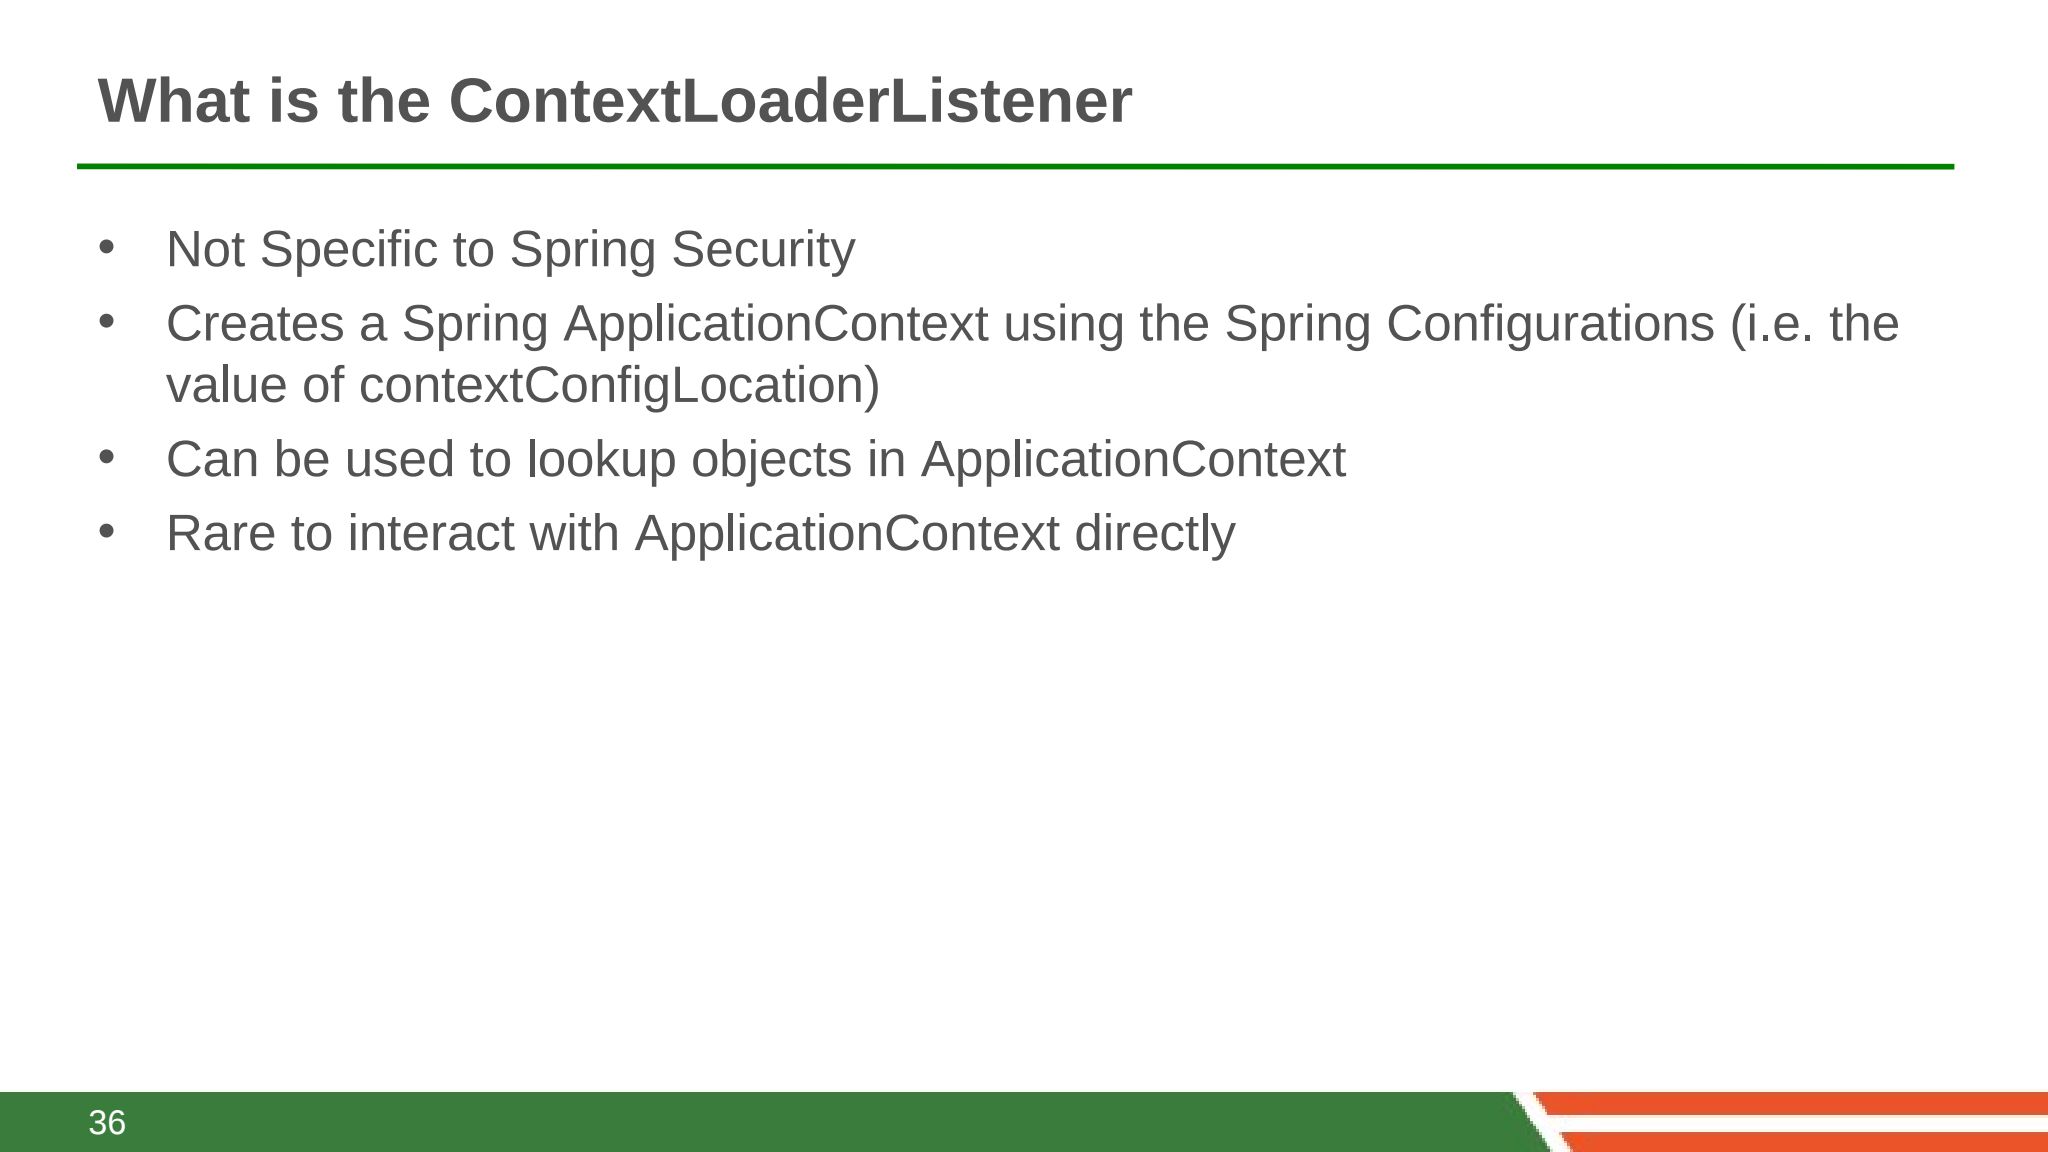 What is the ContextLoaderListener
• Not Specific to Spring Security
• Creates a Spring ApplicationContext using the Spring Configurations (i.e. the
value of contextConfigLocation)
• Can be used to lookup objects in ApplicationContext
• Rare to interact with ApplicationContext directly
36